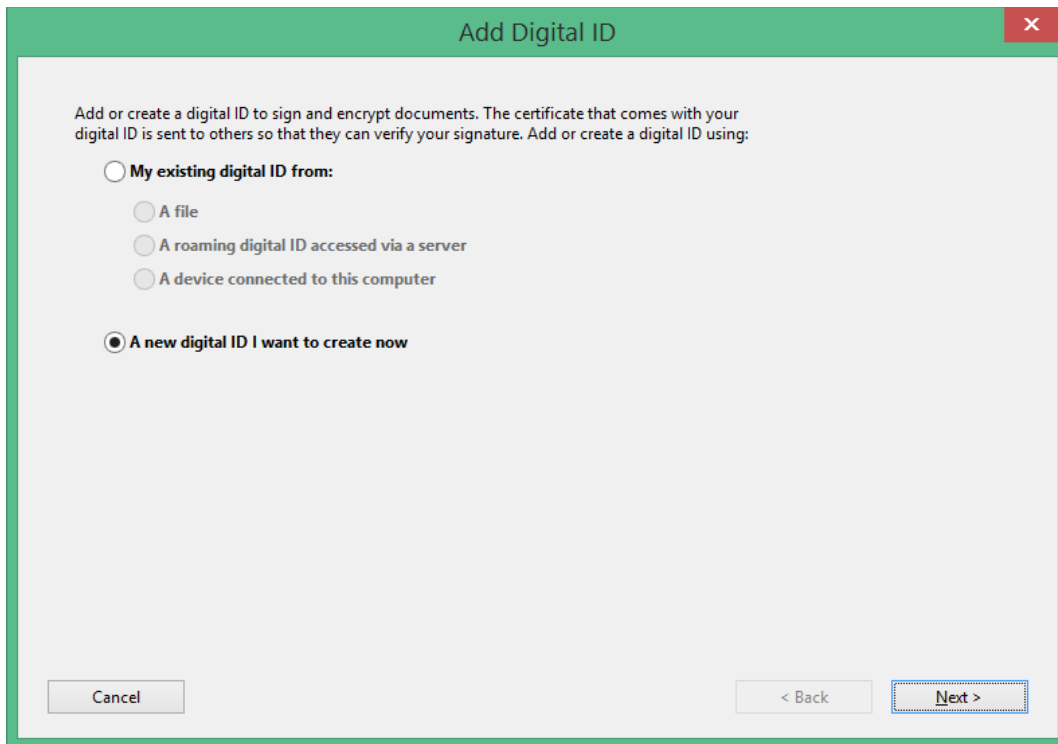 Add Digital ID
Add or create a digital ID to sign and encrypt documents. The certificate that comes with your
digital ID is sent to others so that they can verify your signature. Add or create a digital ID using:
My existing digital ID from:
A file
A roaming digital ID accessed via a server
A device connected to this computer
A new digital ID I want to create now
Cancel
< Back
Next >